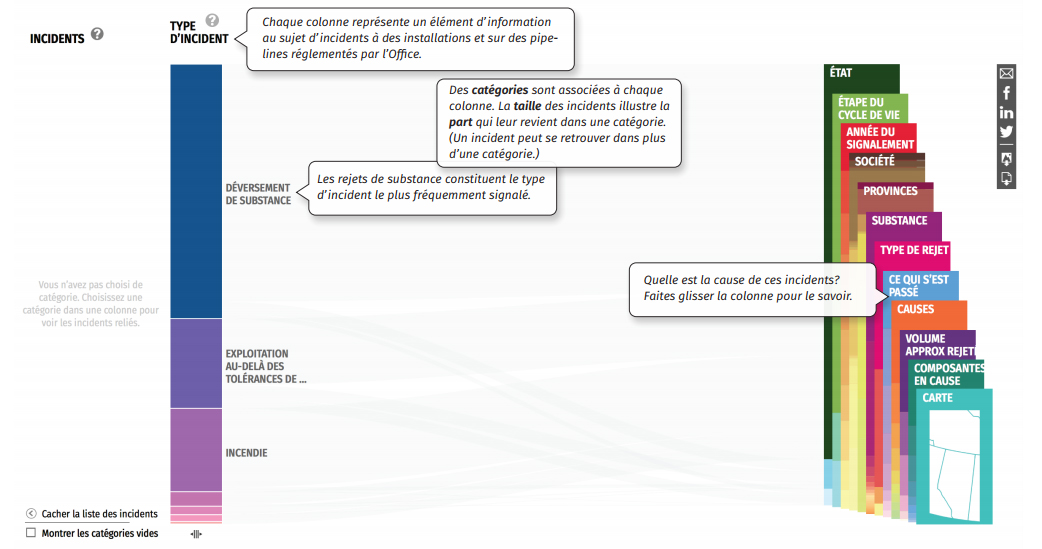 INCIDENTS ?
TYPE ?
D'INCIDENT
Chaque colonne représente un élément d'information
au sujet d'incidents à des installations et sur des pipe-
lines réglementés par l'Office.
Des catégories sont associées à chaque
colonne. La taille des incidents illustre la
part qui leur revient dans une catégorie.
(Un incident peut se retrouver dans plus
d'une catégorie.)
Les rejets de substance constituent le type
d'incident le plus fréquemment signalé.
DÉVERSEMENT
DE SUBSTANCE
Quelle est la cause de ces incidents?
Faites glisser la colonne pour le savoir.
Vous n'avez pas choisi de
catégorie. Choisissez une
catégorie dans une colonne pour
voir les incidents reliés.
EXPLOITATION
AU-DELÀ DES
TOLÉRANCES DE ...
INCENDIE
ÉTAT
ÉTAPE DU
CYCLE DE VIE
ANNÉE DU
SIGNALEMENT
SOCIÉTÉ
PROVINCES
SUBSTANCE
TYPE DE REJET
CE QUI S'EST
PASSÉ
CAUSES
VOLUME
APPROX REJET
COMPOSANTES
EN CAUSE
CARTE
Cacher la liste des incidents
Montrer les catégories vides